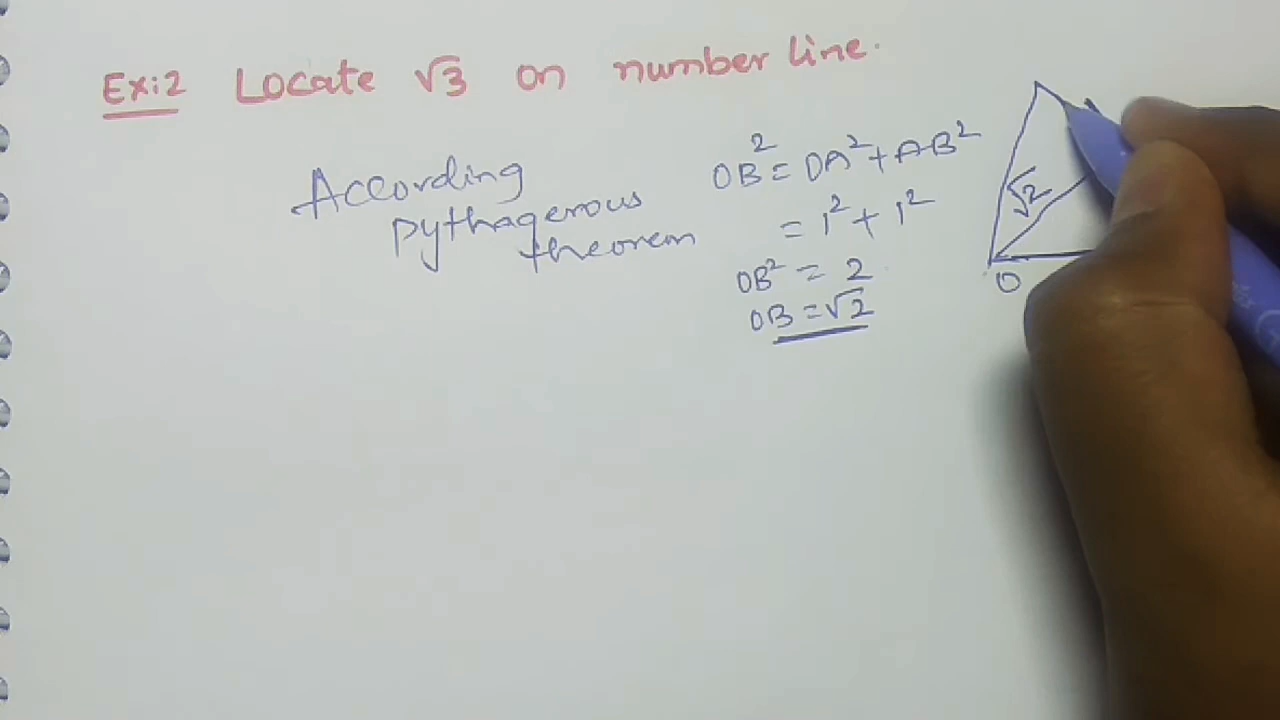 Ex:2 Locate √3 on number line.
According
pythagerous
theorem
OB² = OA² + AB²
= 1² + 1²
OB² = 2
OB = √2
√2
O